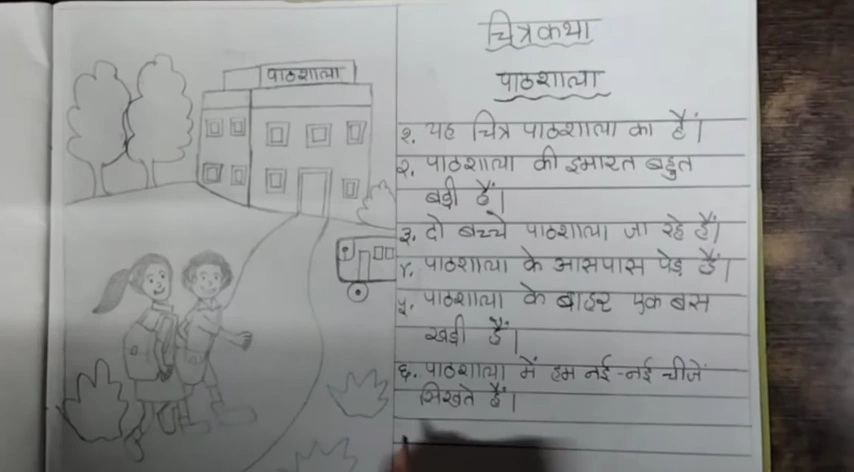 पाठशाला
चित्रकथा
पाठशाला
१. यह चित्र पाठशाला का हैं।
२. पाठशाला की इमारत बहुत
बडी हैं।
३. दो बच्चे पाठशाला जा रहे हैं।
४. पाठशाला के आसपास पेड़ हैं।
५. पाठशाला के बाहर एक बस
खडी हैं।
६. पाठशाला में हम नई-नई चीजें
सिखते हैं।